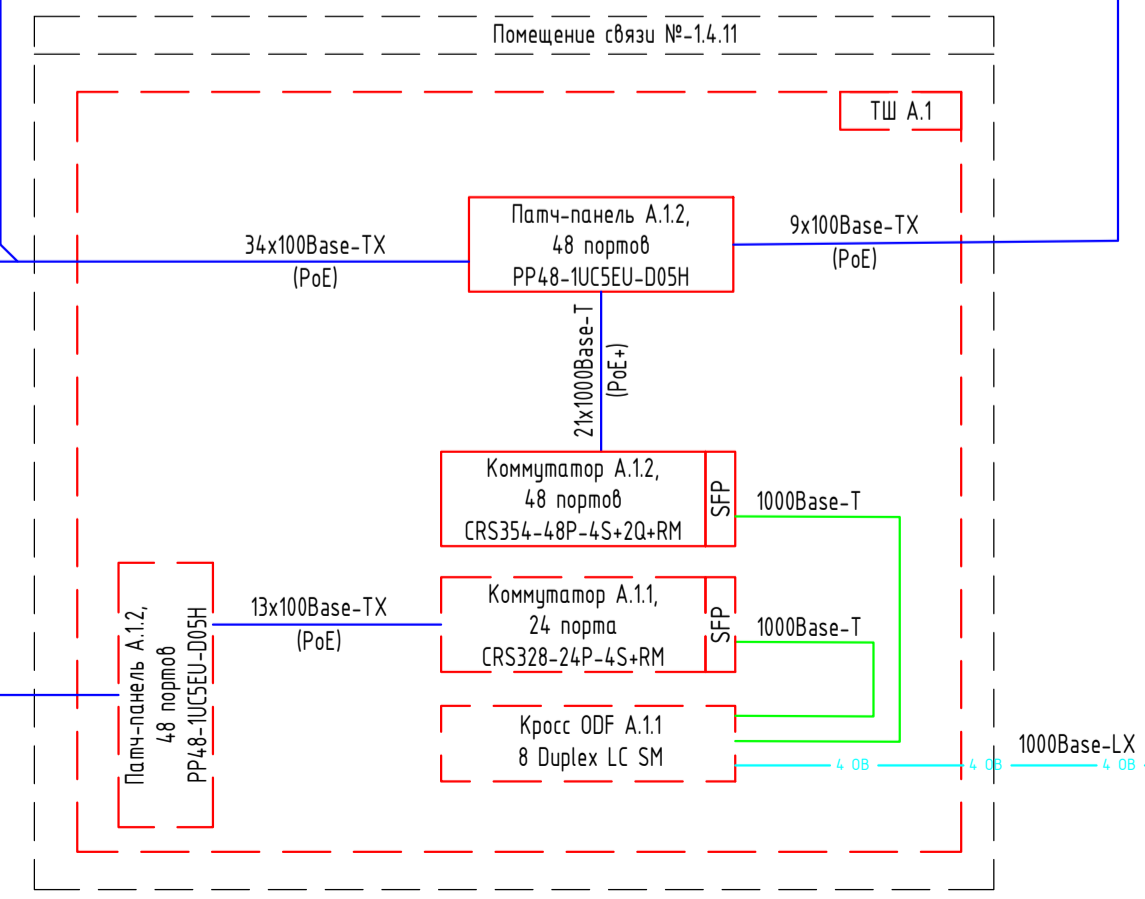 Помещение связи №-1.4.11
ТШ А.1
Патч-панель А.1.2,
48 портов
PP48-1UC5EU-D05H
34x100Base-TX
(PoE)
9x100Base-TX
(PoE)
21x1000Base-T
(PoE+)
Коммутатор А.1.2,
48 портов
CRS354-48P-4S+2Q+RM
SFP
1000Base-T
Коммутатор А.1.1,
24 порта
CRS328-24P-4S+RM
SFP
1000Base-T
13x100Base-TX
(PoE)
Патч-панель А.1.2,
48 портов
PP48-1UC5EU-D05H
Кросс ODF А.1.1
8 Duplex LC SM
1000Base-LX
4 ОВ
4 ОВ
4 ОВ